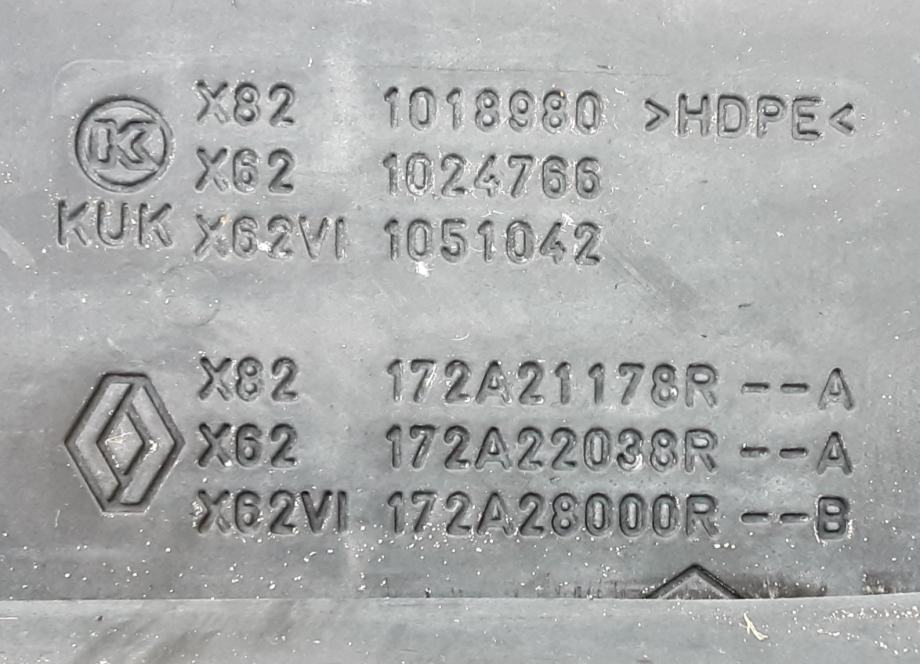 X82 1018980 >HDPE<
X62 1024766
KUK X62VI 1051042
X82 172A21178R --A
X62 172A22038R --A
X62VI 172A28000R --B